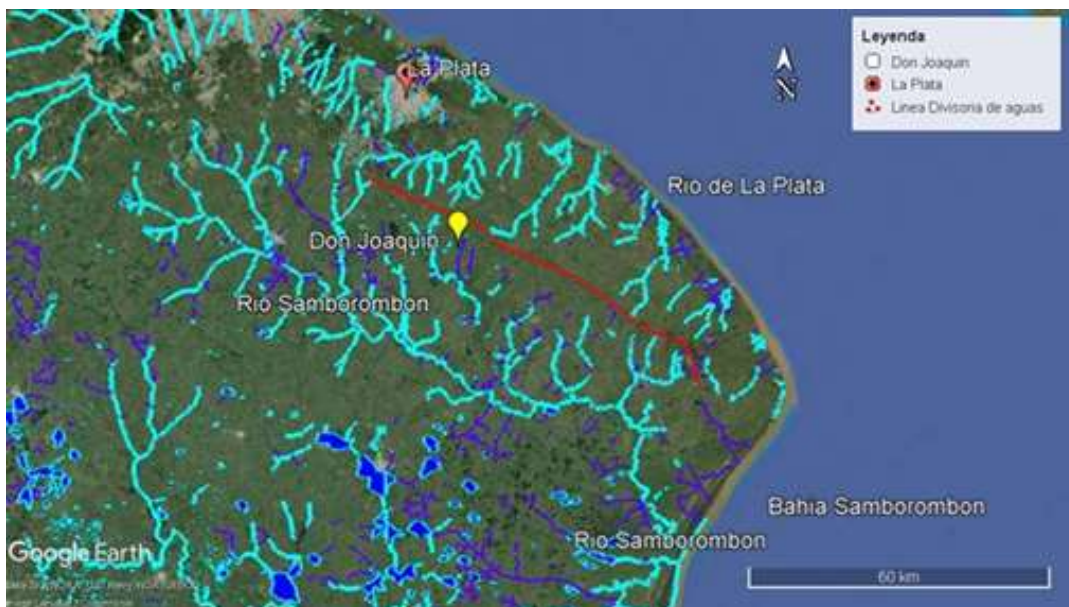 La Plata
Leyenda
Don Joaquin
La Plata
Linea Divisoria de aguas
Rio de La Plata
Don Joaquin
Rio Samborombon
Bahia Samborombon
Rio Samborombon
Google Earth
60 km
N